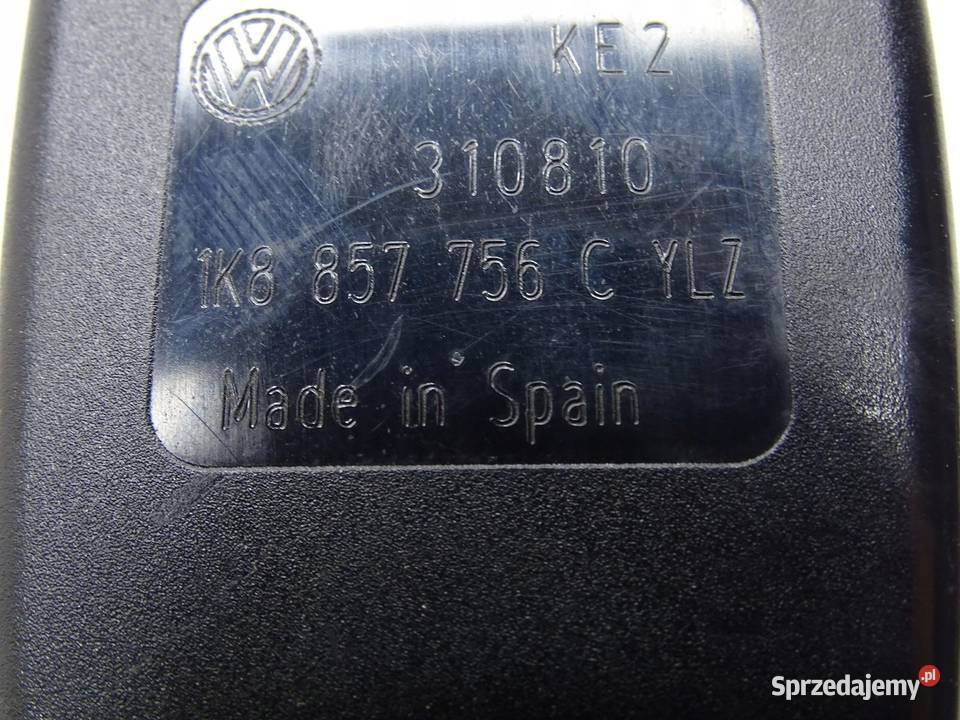 KE2
310810
1K8 857 756 C YLZ
Made in Spain
Sprzedajemy.pl